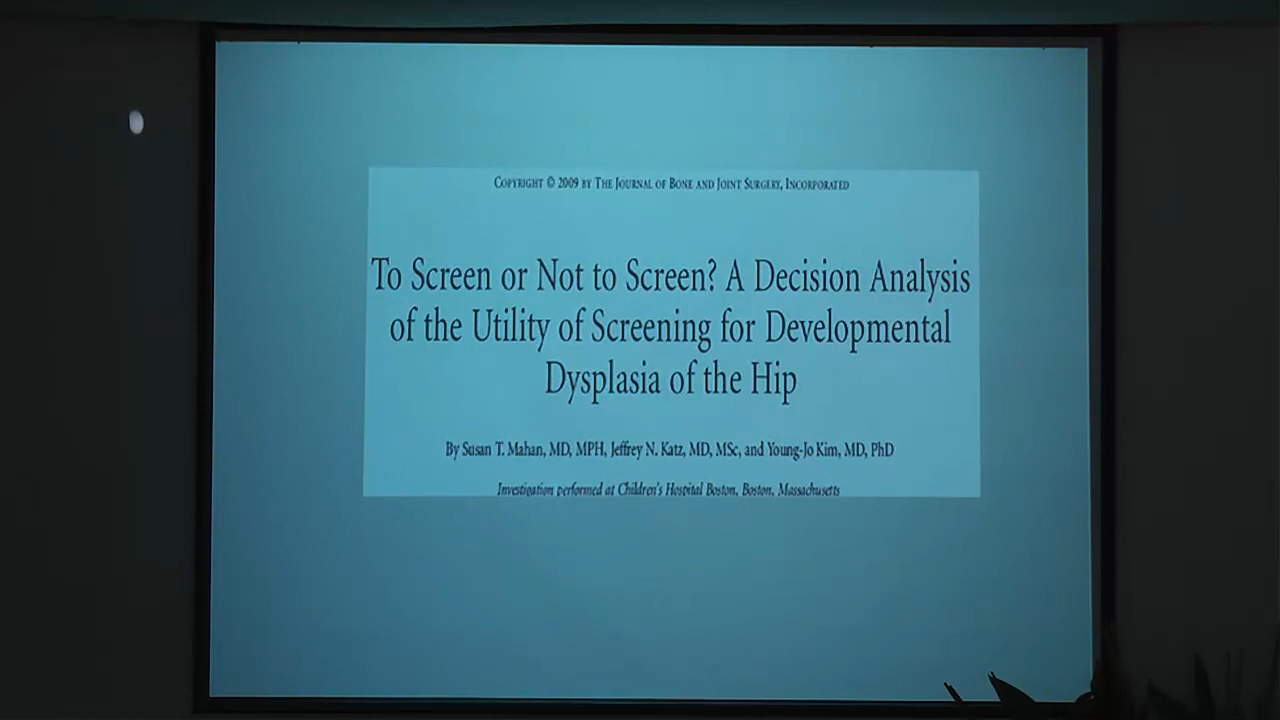 COPYRIGHT © 2009 BY THE JOURNAL OF BONE AND JOINT SURGERY, INCORPORATED
To Screen or Not to Screen? A Decision Analysis
of the Utility of Screening for Developmental
Dysplasia of the Hip
By Susan T. Mahan, MD, MPH, Jeffrey N. Katz, MD, MSc, and Young-Jo Kim, MD, PhD
Investigation performed at Children's Hospital Boston, Boston, Massachusetts